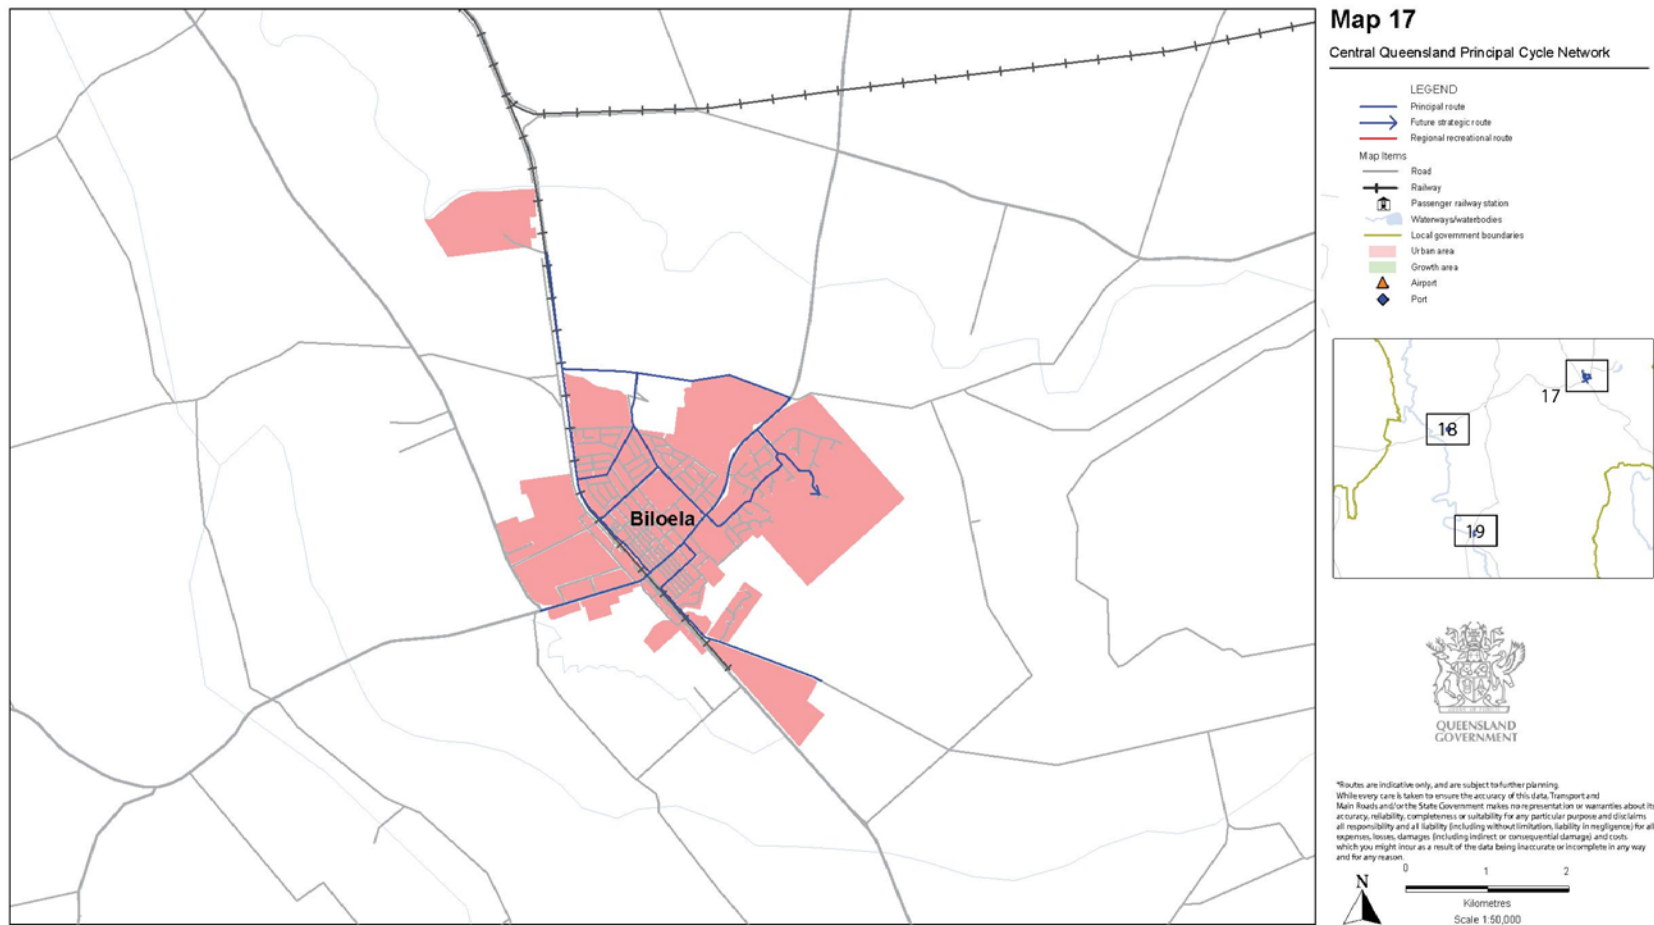 Map 17
Central Queensland Principal Cycle Network
LEGEND
Principal route
Future strategic route
Regional recreational route
Map Items
Road
Railway
Passenger railway station
Waterways/waterbodies
Local government boundaries
Urban area
Growth area
Airport
Port
Biloela
17
18
19
QUEENSLAND
GOVERNMENT
*Routes are indicative only, and are subject to further planning.
While every care is taken to ensure the accuracy of this data, Transport and
Main Roads and/or the State Government makes no representation or warranties about its
accuracy, reliability, completeness or suitability for any particular purpose and disclaims
all responsibility and all liability (including without limitation, liability in negligence) for all
expenses, losses, damages (including indirect or consequential damage) and costs
which you might incur as a result of the data being inaccurate or incomplete in any way
and for any reason.
N
0 1 2
Kilometres
Scale 1:50,000